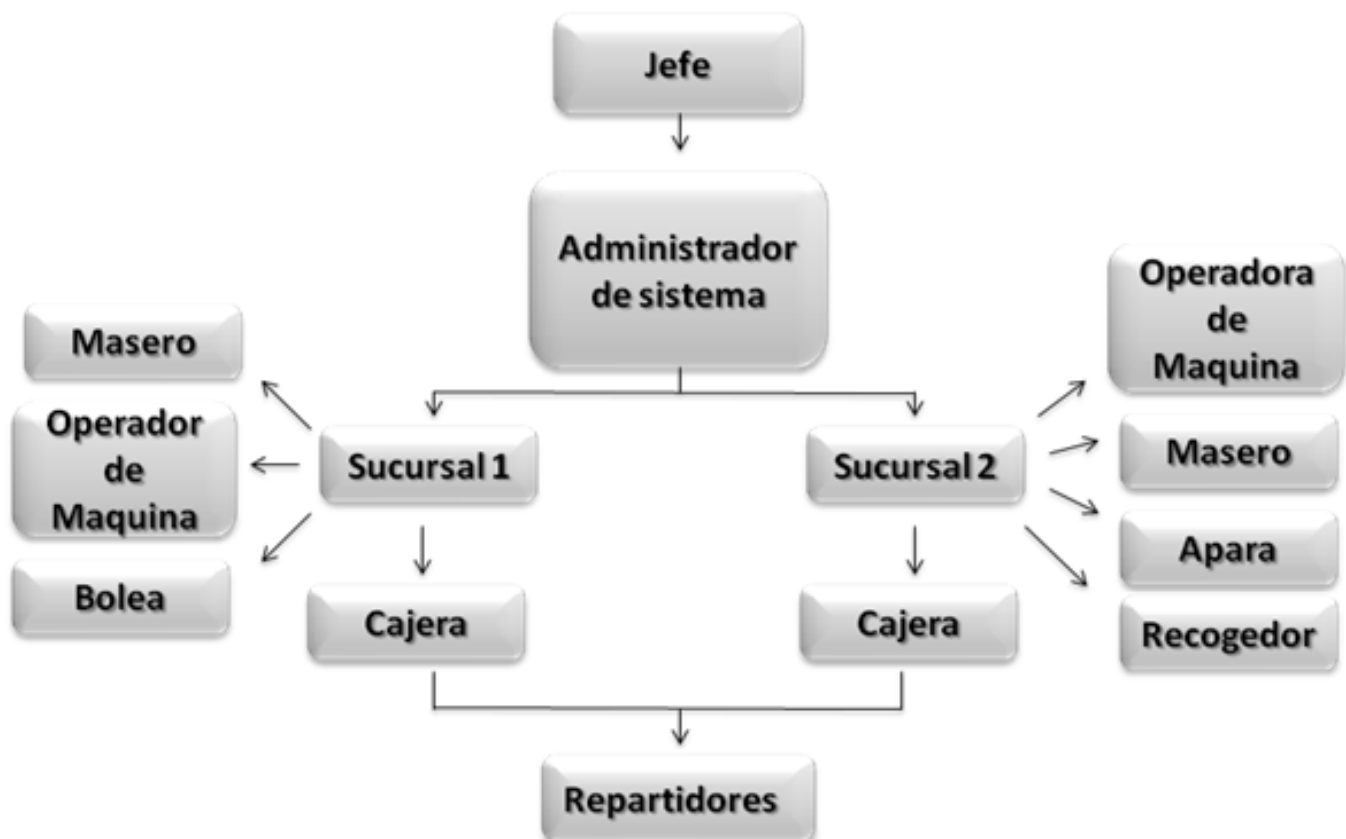 Jefe
Administrador
de sistema
Masero
Operador
de
Maquina
Bolea
Sucursal 1
Cajera
Sucursal 2
Cajera
Operadora
de
Maquina
Masero
Apara
Recogedor
Repartidores